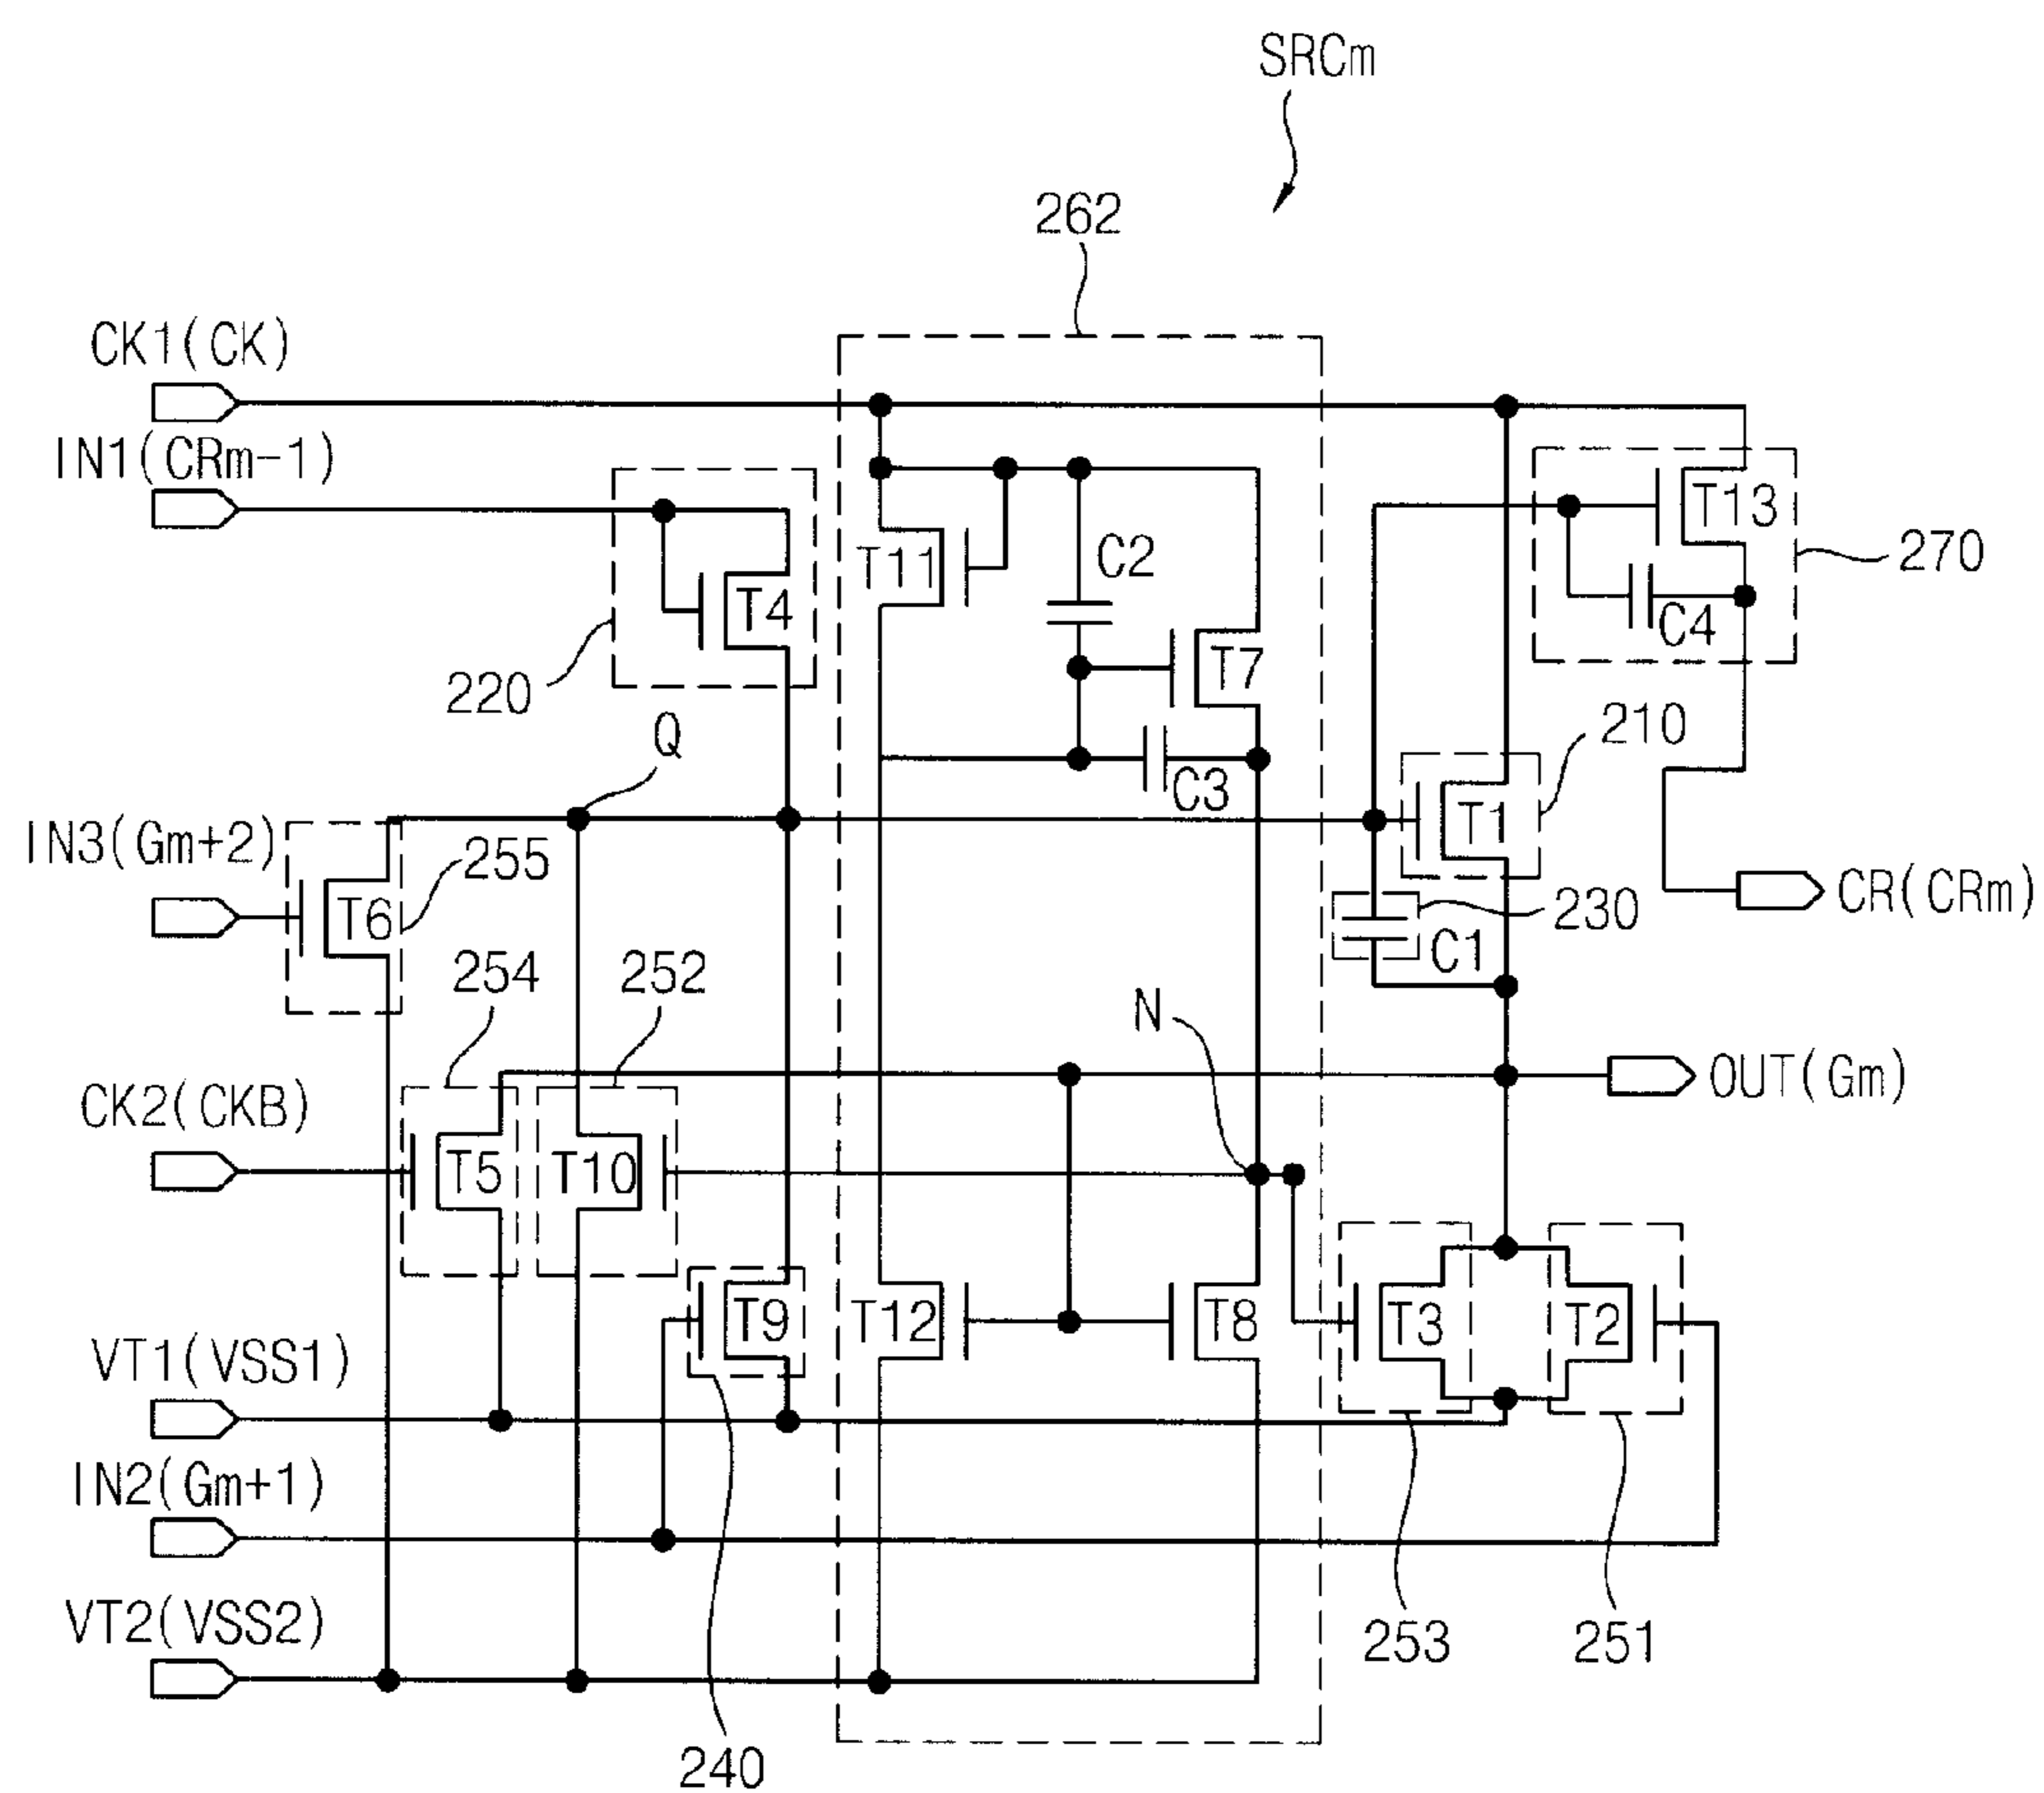 SRCm
262
CK1(CK)
IN1(CRm-1)
T13
T11
C2
270
T4
C4
T7
220
210
Q
C3
T1
IN3(Gm+2)
255
CR(CRm)
T6
230
C1
254
252
N
CK2(CKB)
OUT(Gm)
T5
T10
T9
T12
T8
T3
T2
VT1(VSS1)
IN2(Gm+1)
VT2(VSS2)
253
251
240